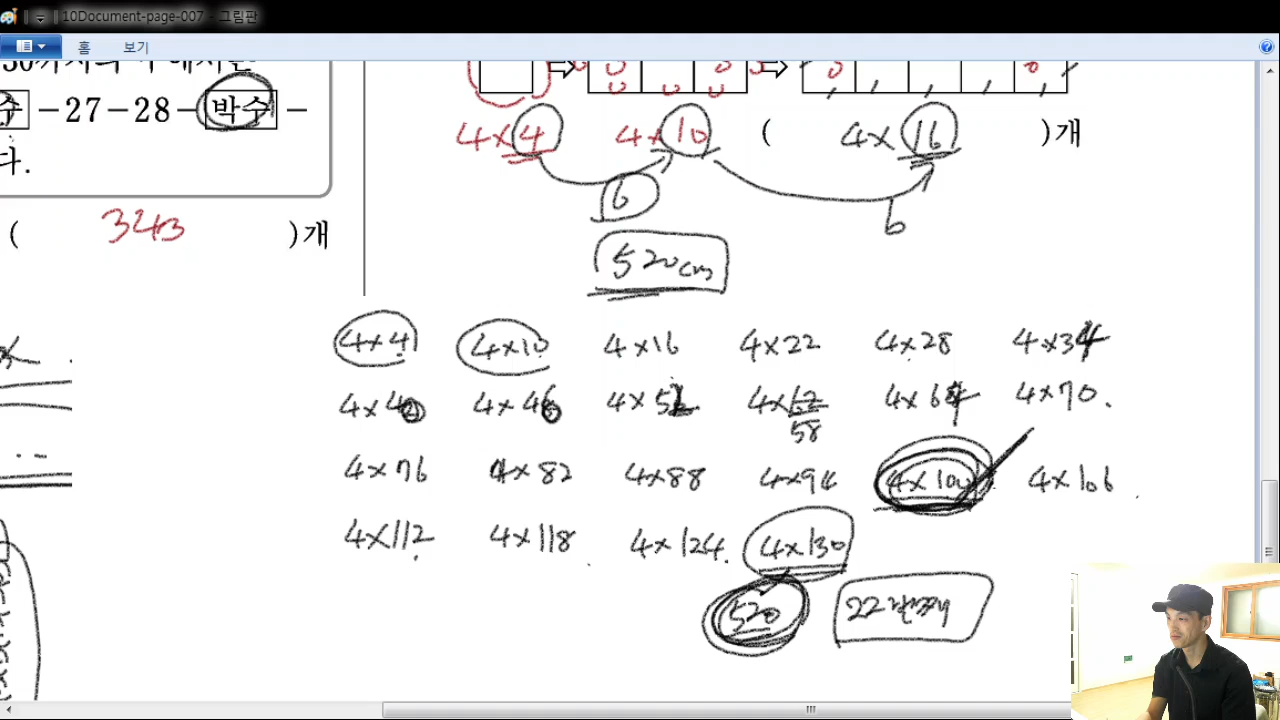 10Document-page-007 - 그림판
홈 보기
수 -27-28- 박수 -
다.
( 343 )개
4×4 4×10 ( 4×16 )개
6 6
520cm
4×4 4×10 4×16 4×22 4×28 4×34
4×40 4×46 4×52 4×62 4×64 4×70
58
4×76 4×82 4×88 4×94 4×100 4×106
4×112 4×118 4×124 4×130
520 22번째